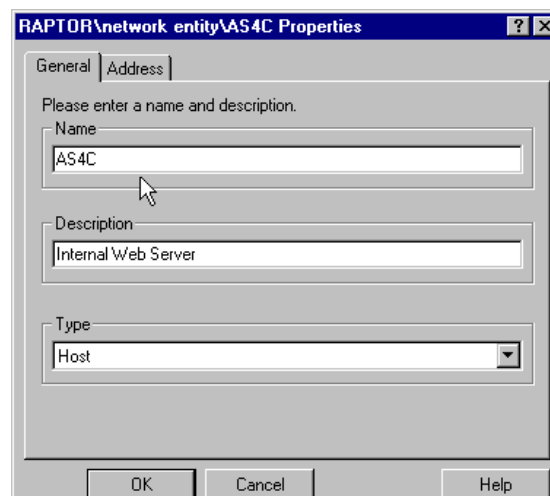 RAPTOR\network entity\AS4C Properties
General Address
Please enter a name and description.
Name
AS4C
Description
Internal Web Server
Type
Host
OK Cancel Help